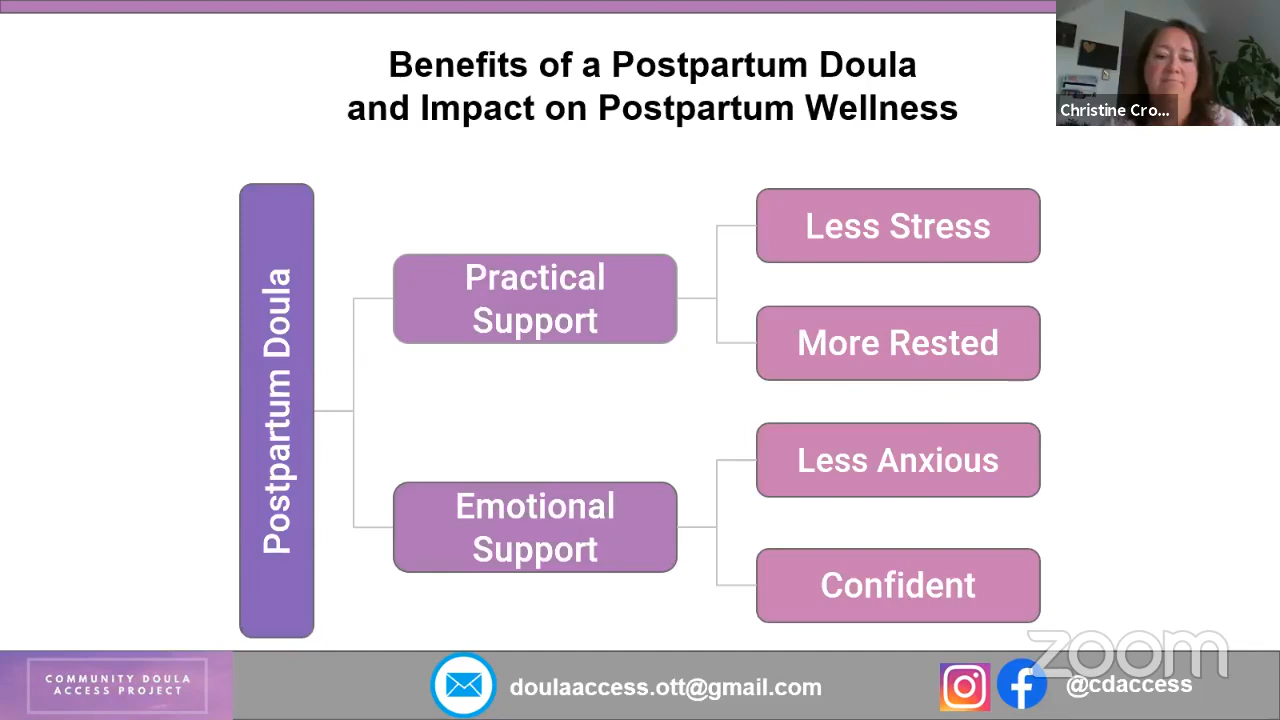 Benefits of a Postpartum Doula
and Impact on Postpartum Wellness
Christine Cro...
Postpartum Doula
Practical
Support
Less Stress
More Rested
Emotional
Support
Less Anxious
Confident
COMMUNITY DOULA
ACCESS PROJECT
doulaaccess.ott@gmail.com
@cdaccess
zoom